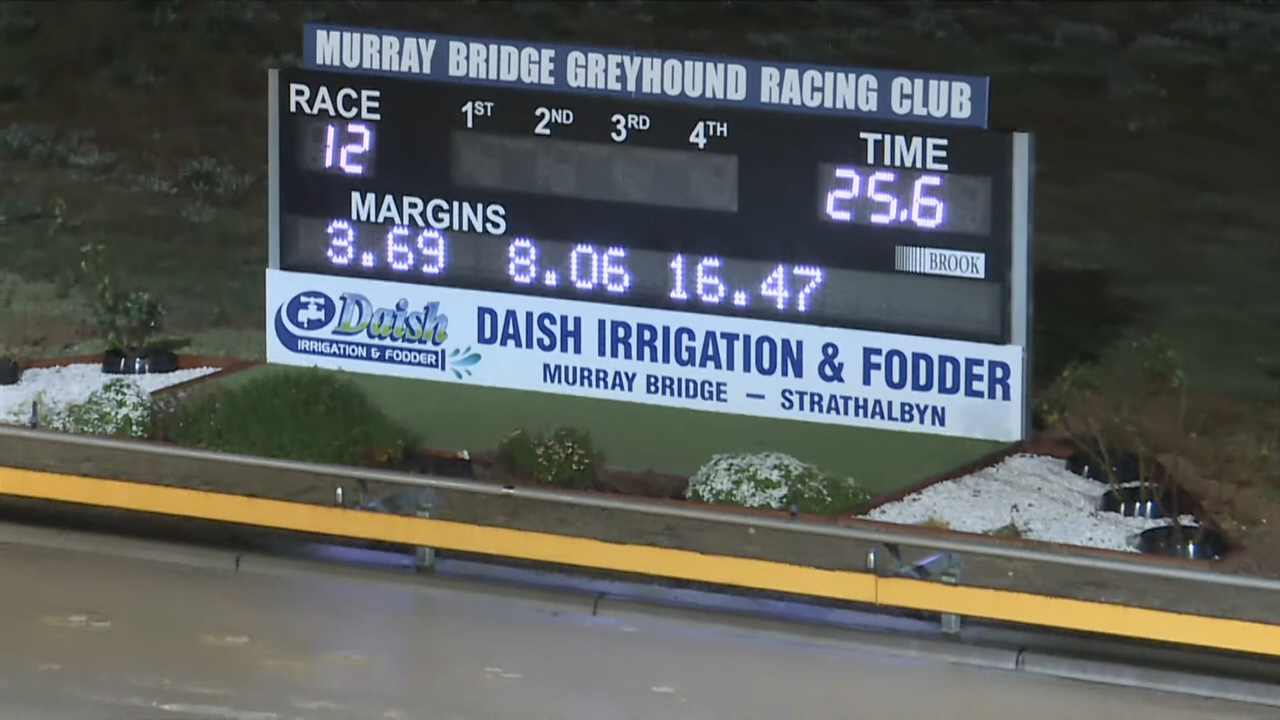 MURRAY BRIDGE GREYHOUND RACING CLUB
RACE 1ST 2ND 3RD 4TH TIME
12 25.6
MARGINS
3.69 8.06 16.47
BROOK
Daish
IRRIGATION & FODDER
DAISH IRRIGATION & FODDER
MURRAY BRIDGE — STRATHALBYN